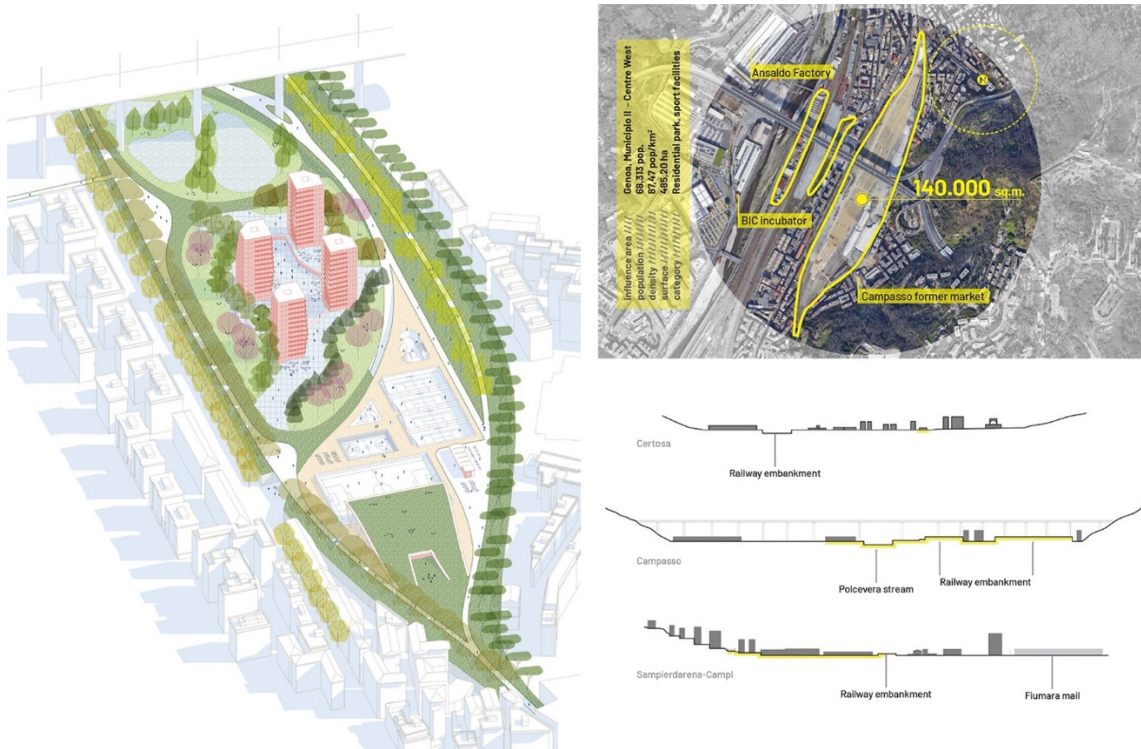 influence area //// Genoa, Municipio II - Centre West
population //////// 68,313 pop.
density //////////// 87,47 pop/km²
surface /////////// 485,20 ha
category ///////// Residential park, sport facilities
Ansaldo Factory
M
140.000 sq.m.
BIC incubator
Campasso former market
Certosa
Railway embankment
Campasso
Polcevera stream
Railway embankment
Sampierdarena-Campi
Railway embankment
Fiumara mail